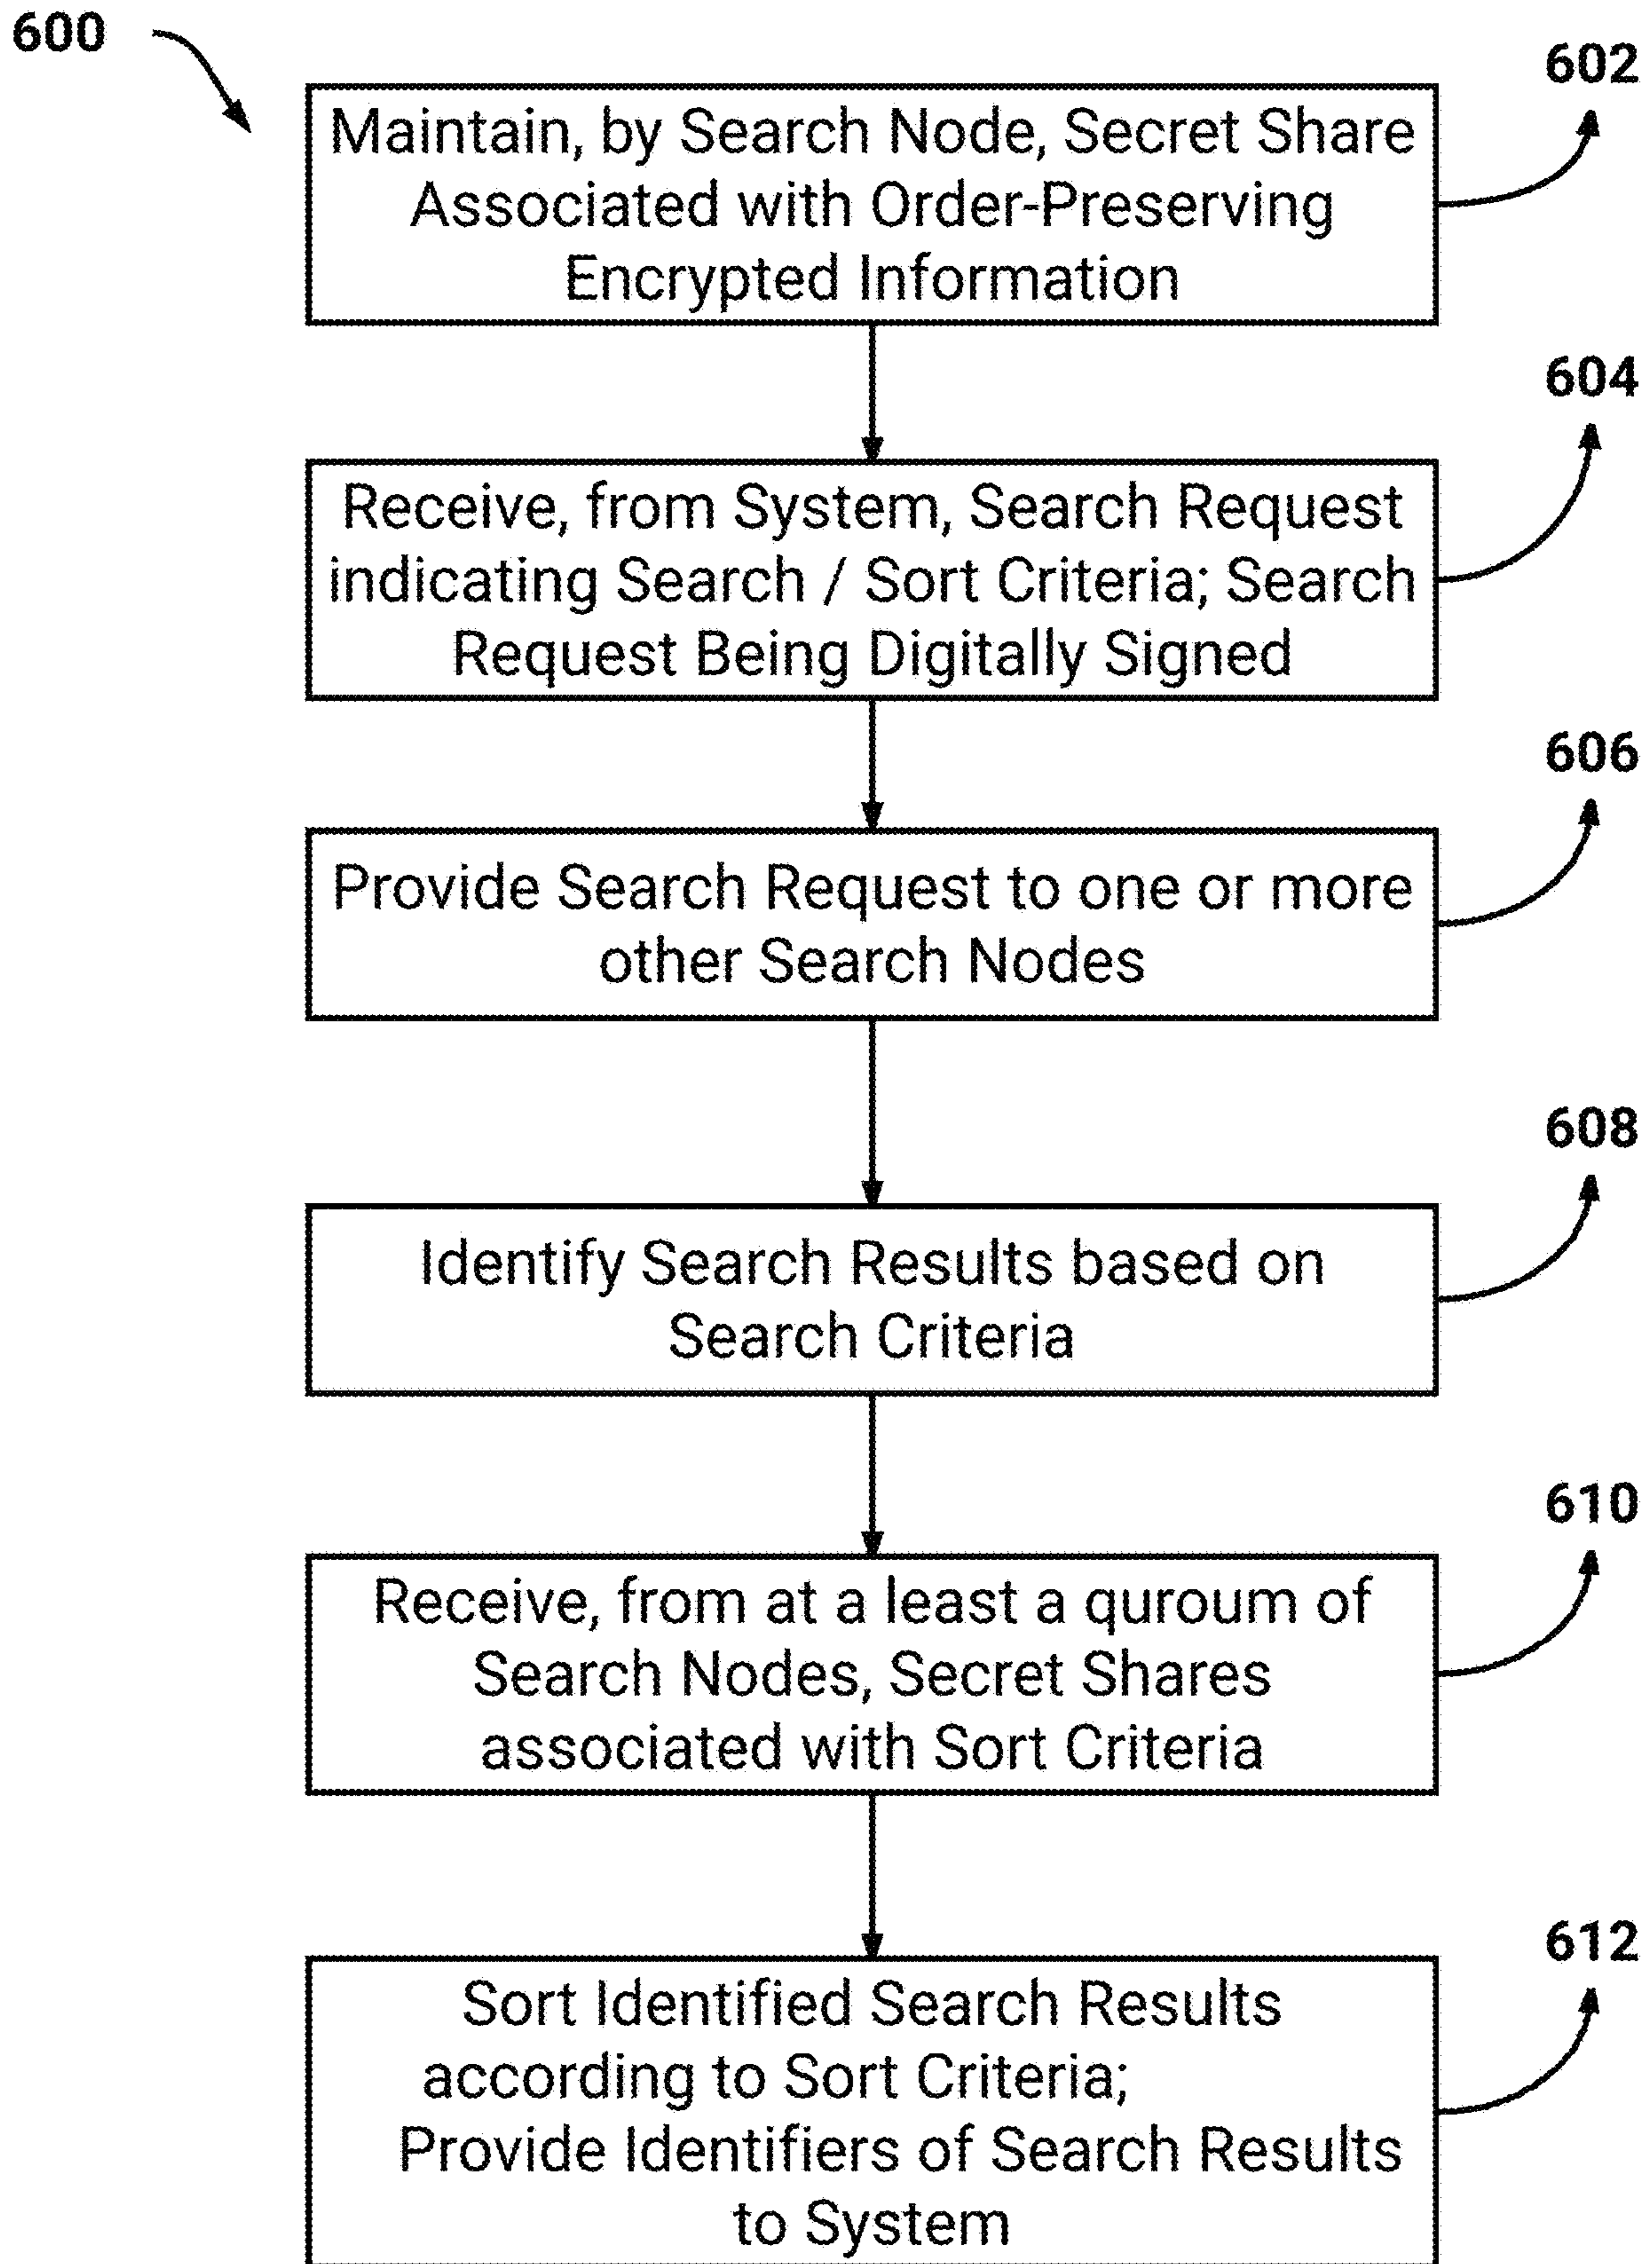 600
602
Maintain, by Search Node, Secret Share
Associated with Order-Preserving
Encrypted Information
604
Receive, from System, Search Request
indicating Search / Sort Criteria; Search
Request Being Digitally Signed
606
Provide Search Request to one or more
other Search Nodes
608
Identify Search Results based on
Search Criteria
610
Receive, from at a least a quroum of
Search Nodes, Secret Shares
associated with Sort Criteria
612
Sort Identified Search Results
according to Sort Criteria;
Provide Identifiers of Search Results
to System